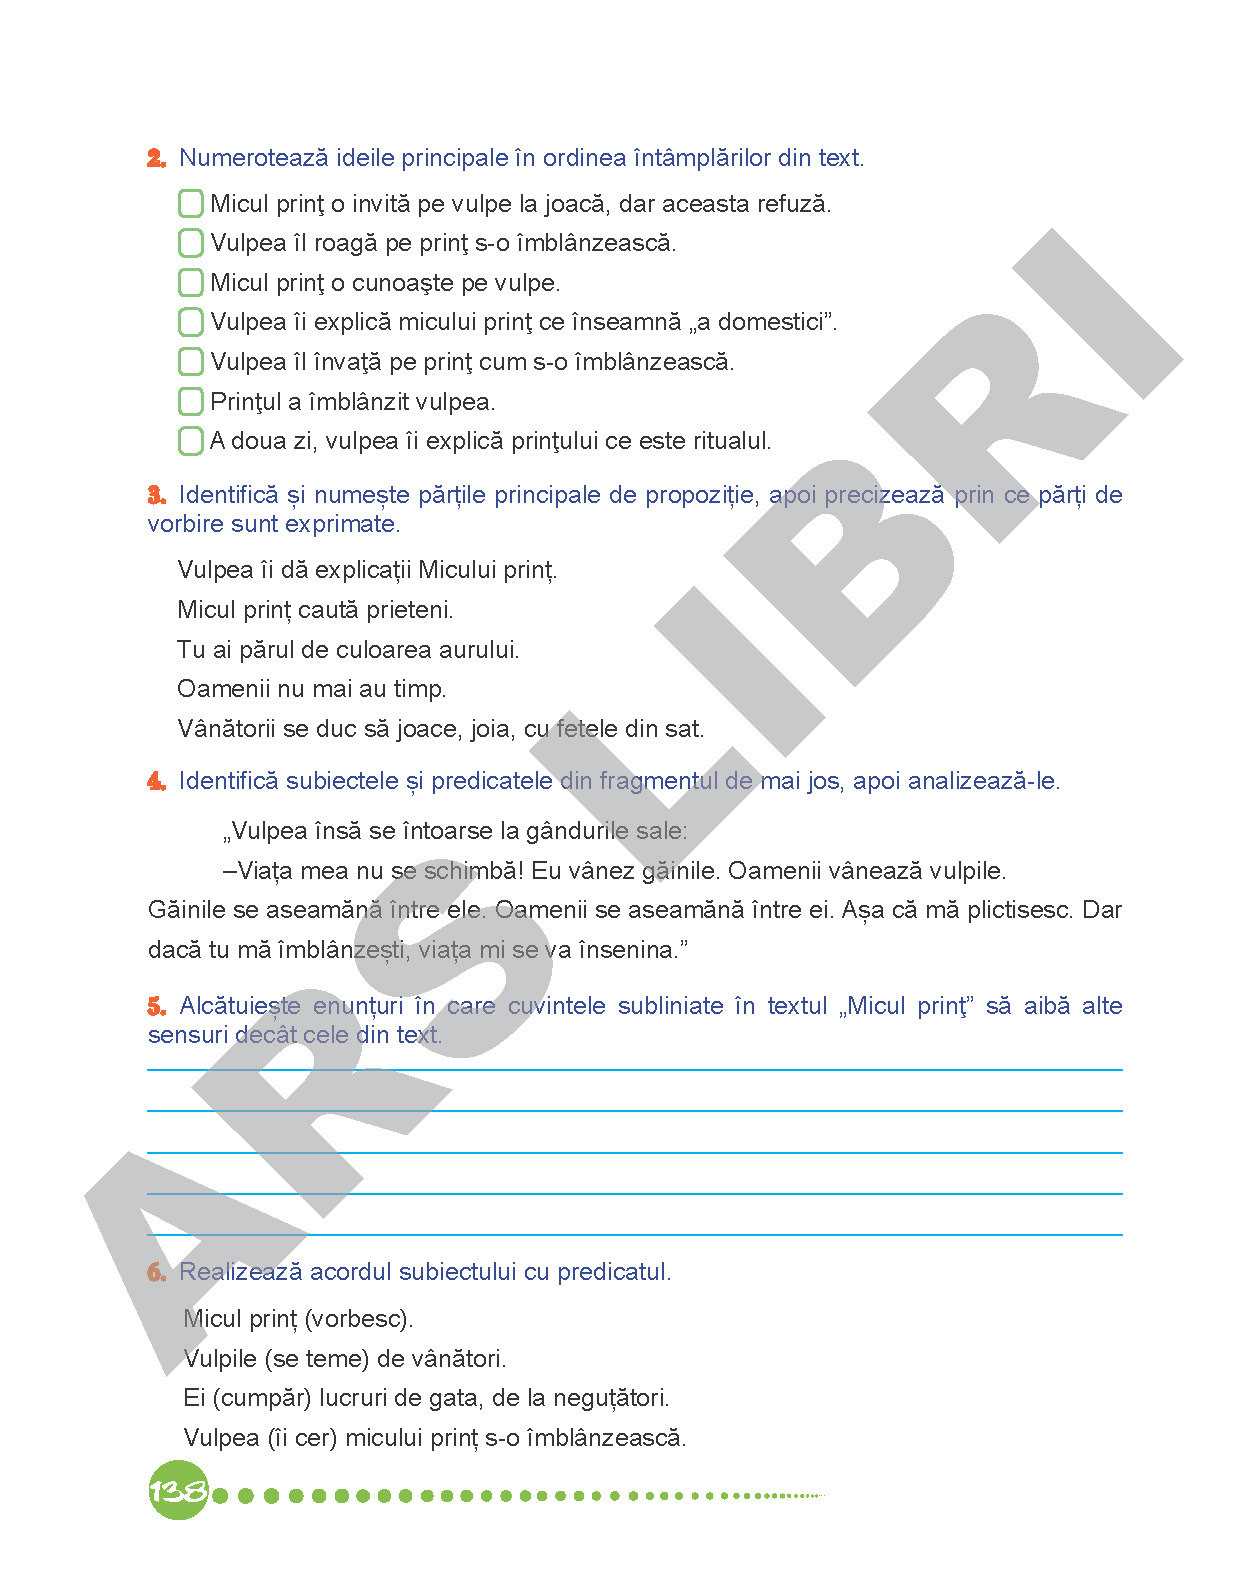 2. Numerotează ideile principale în ordinea întâmplărilor din text.
Micul prinţ o invită pe vulpe la joacă, dar aceasta refuză.
Vulpea îl roagă pe prinţ s-o îmblânzească.
Micul prinţ o cunoaşte pe vulpe.
Vulpea îi explică micului prinţ ce înseamnă „a domestici”.
Vulpea îl învaţă pe prinţ cum s-o îmblânzească.
Prinţul a îmblânzit vulpea.
A doua zi, vulpea îi explică prinţului ce este ritualul.
3. Identifică și numește părțile principale de propoziție, apoi precizează prin ce părți de
vorbire sunt exprimate.
Vulpea îi dă explicații Micului prinț.
Micul prinț caută prieteni.
Tu ai părul de culoarea aurului.
Oamenii nu mai au timp.
Vânătorii se duc să joace, joia, cu fetele din sat.
4. Identifică subiectele și predicatele din fragmentul de mai jos, apoi analizează-le.
„Vulpea însă se întoarse la gândurile sale:
–Viața mea nu se schimbă! Eu vânez găinile. Oamenii vânează vulpile.
Găinile se aseamănă între ele. Oamenii se aseamănă între ei. Așa că mă plictisesc. Dar
dacă tu mă îmblânzești, viața mi se va însenina.”
5. Alcătuiește enunțuri în care cuvintele subliniate în textul „Micul prinţ” să aibă alte
sensuri decât cele din text.
6. Realizează acordul subiectului cu predicatul.
Micul prinț (vorbesc).
Vulpile (se teme) de vânători.
Ei (cumpăr) lucruri de gata, de la neguțători.
Vulpea (îi cer) micului prinț s-o îmblânzească.
138
ARS LIBRI